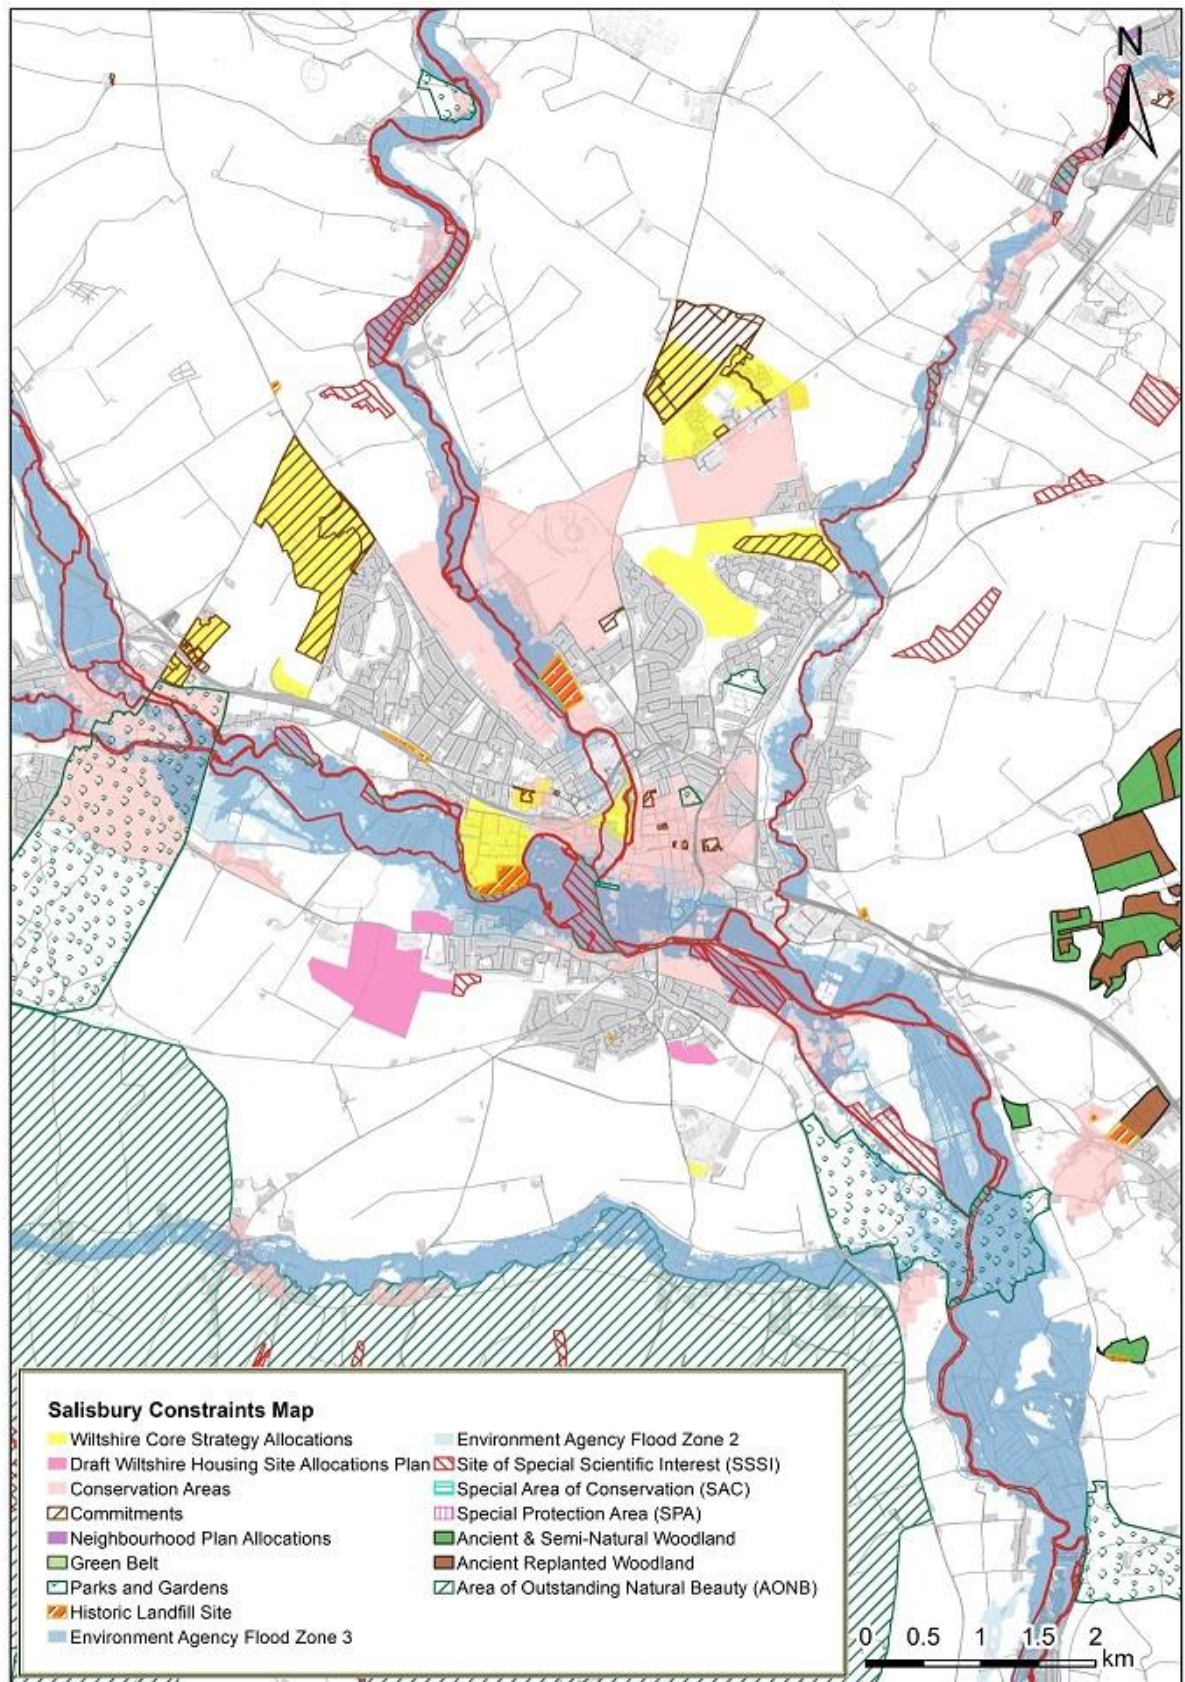 N
Salisbury Constraints Map
Wiltshire Core Strategy Allocations
Draft Wiltshire Housing Site Allocations Plan
Conservation Areas
Commitments
Neighbourhood Plan Allocations
Green Belt
Parks and Gardens
Historic Landfill Site
Environment Agency Flood Zone 3
Environment Agency Flood Zone 2
Site of Special Scientific Interest (SSSI)
Special Area of Conservation (SAC)
Special Protection Area (SPA)
Ancient & Semi-Natural Woodland
Ancient Replanted Woodland
Area of Outstanding Natural Beauty (AONB)
0 0.5 1 1.5 2
km